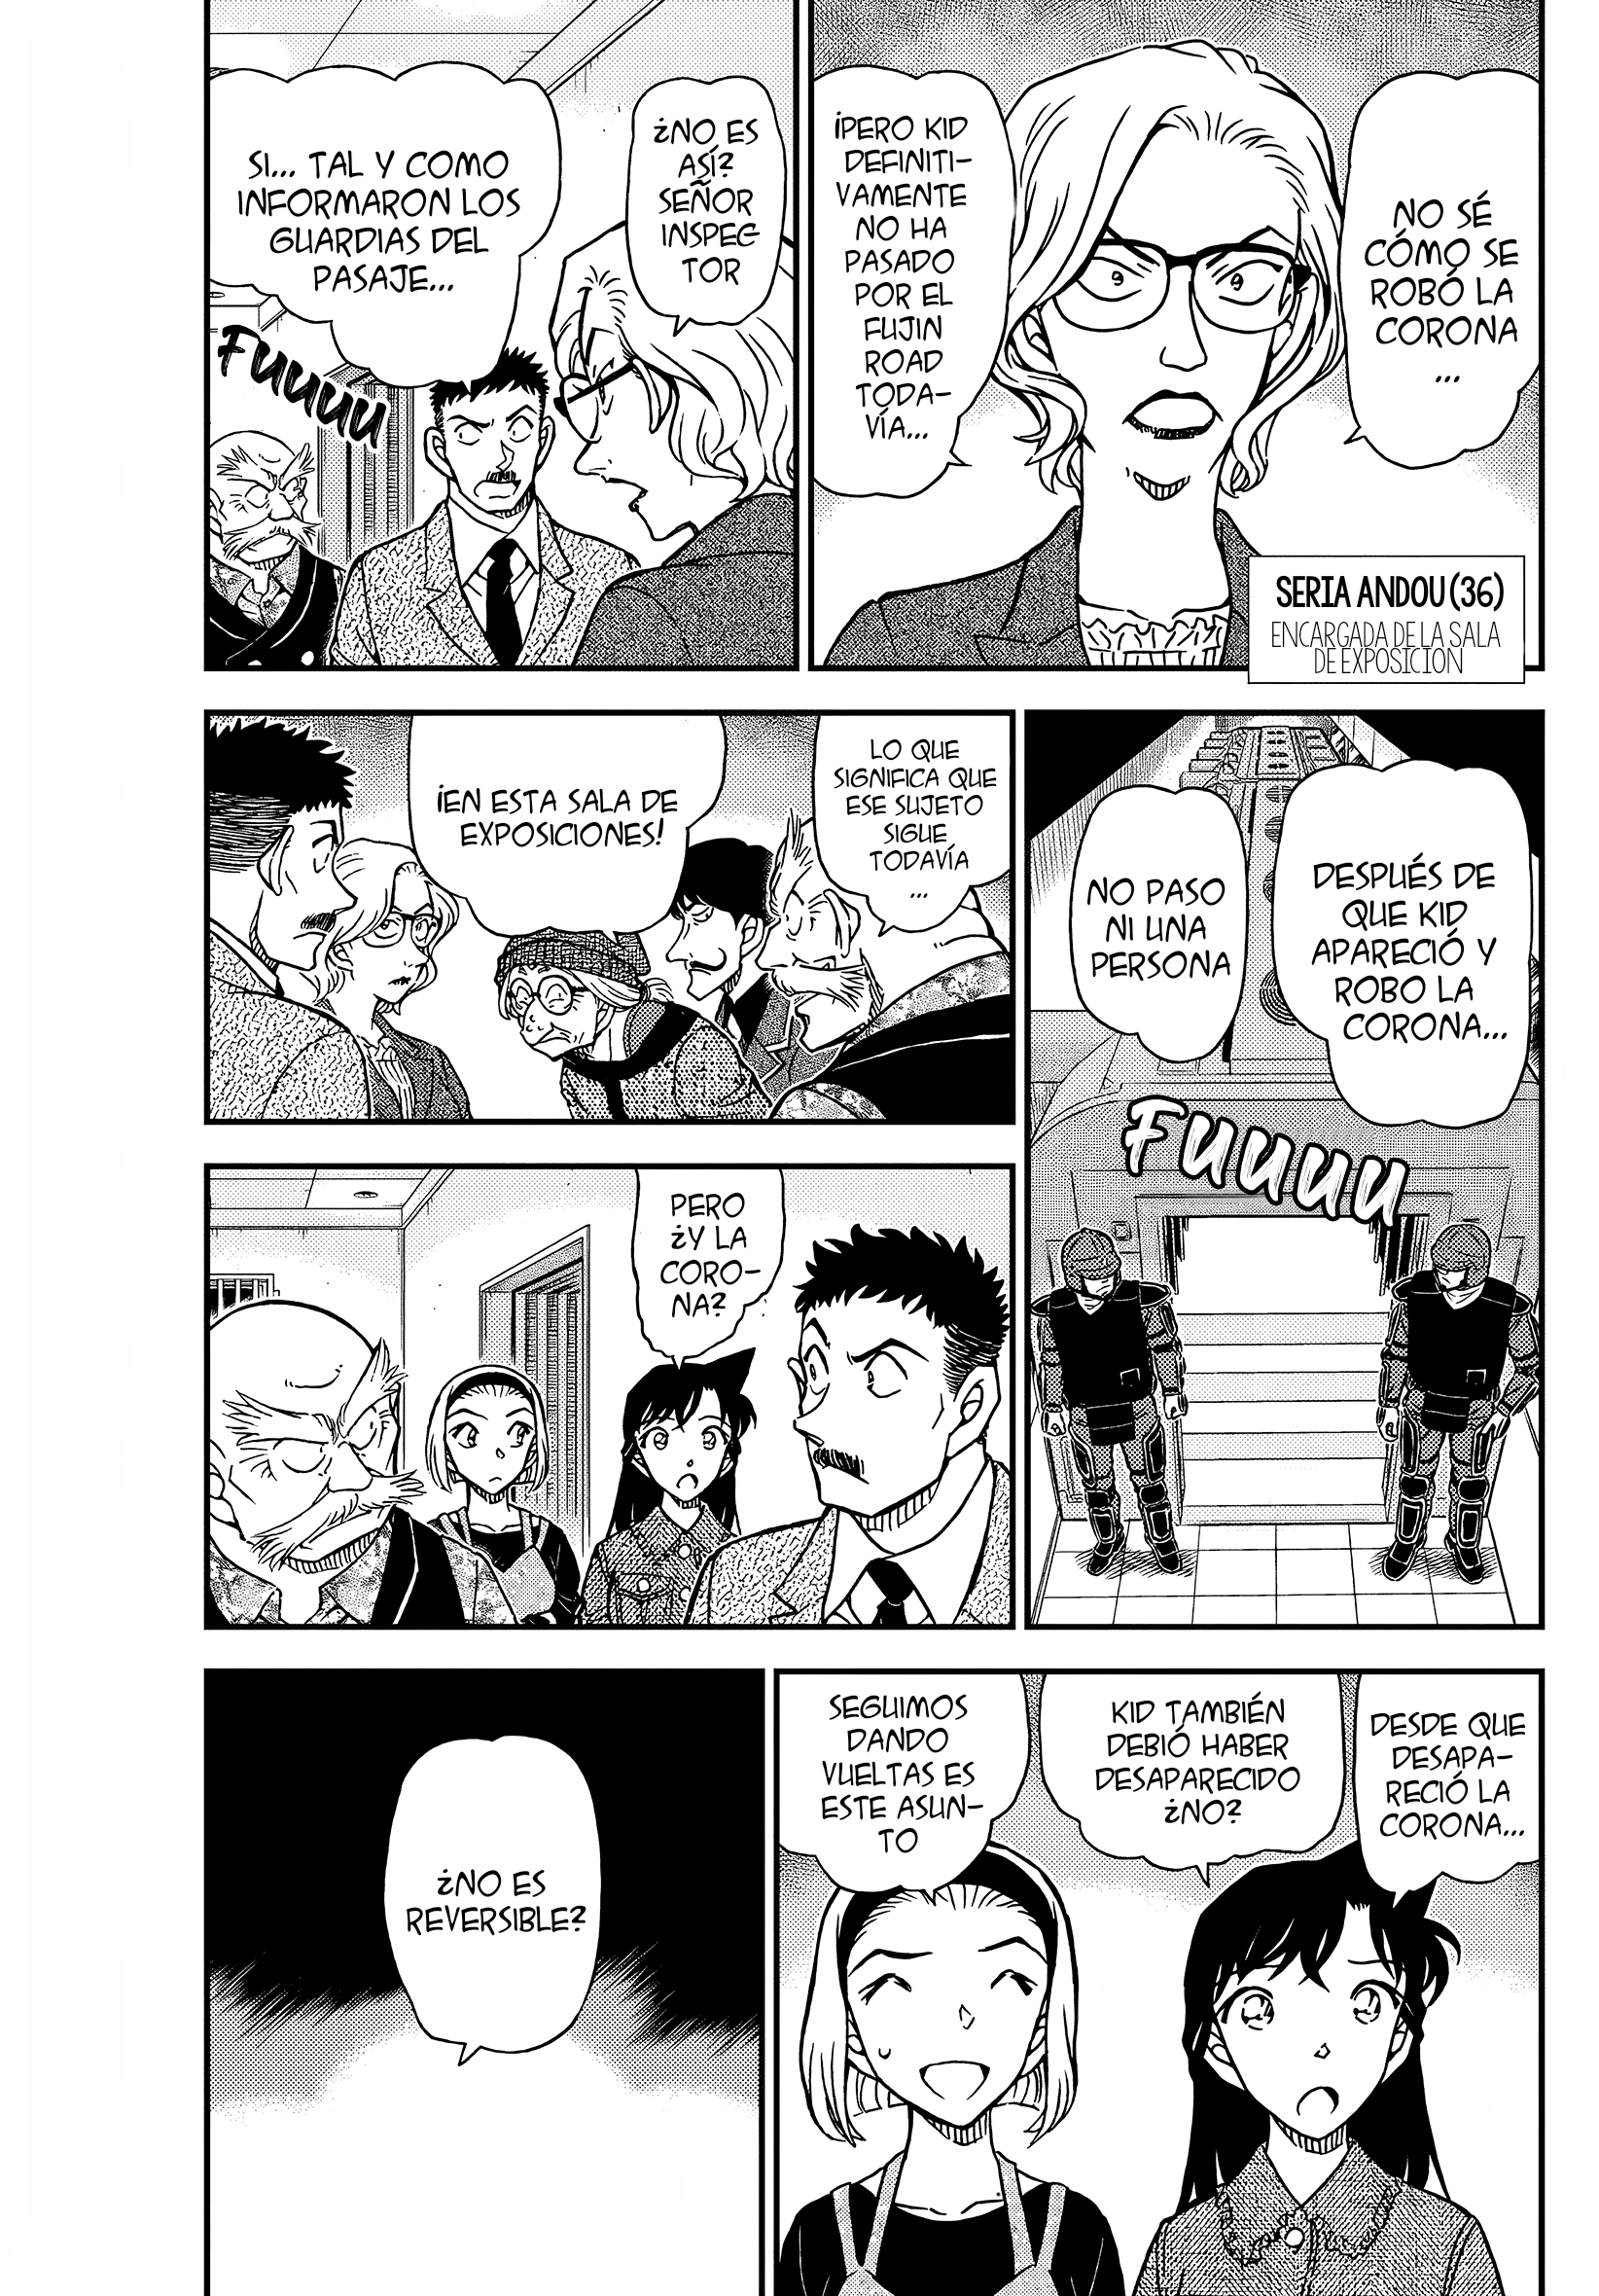 NO SÉ
CÓMO SE
ROBÓ LA
CORONA
...
¡PERO KID
DEFINITI-
VAMENTE
NO HA
PASADO
POR EL
FUJIN
ROAD
TODA-
VÍA...
SERIA ANDOU (36)
ENCARGADA DE LA SALA
DE EXPOSICION
¿NO ES
ASÍ?
SEÑOR
INSPEC-
TOR
SI... TAL Y COMO
INFORMARON LOS
GUARDIAS DEL
PASAJE...
FUUUU
DESPUÉS DE
QUE KID
APARECIÓ Y
ROBO LA
CORONA...
NO PASO
NI UNA
PERSONA
FUUUU
LO QUE
SIGNIFICA QUE
ESE SUJETO
SIGUE
TODAVÍA
...
¡EN ESTA SALA DE
EXPOSICIONES!
PERO
¿Y LA
CORO-
NA?
DESDE QUE
DESAPA-
RECIÓ LA
CORONA...
KID TAMBIÉN
DEBIÓ HABER
DESAPARECIDO
¿NO?
SEGUIMOS
DANDO
VUELTAS ES
ESTE ASUN-
TO
¿NO ES
REVERSIBLE?